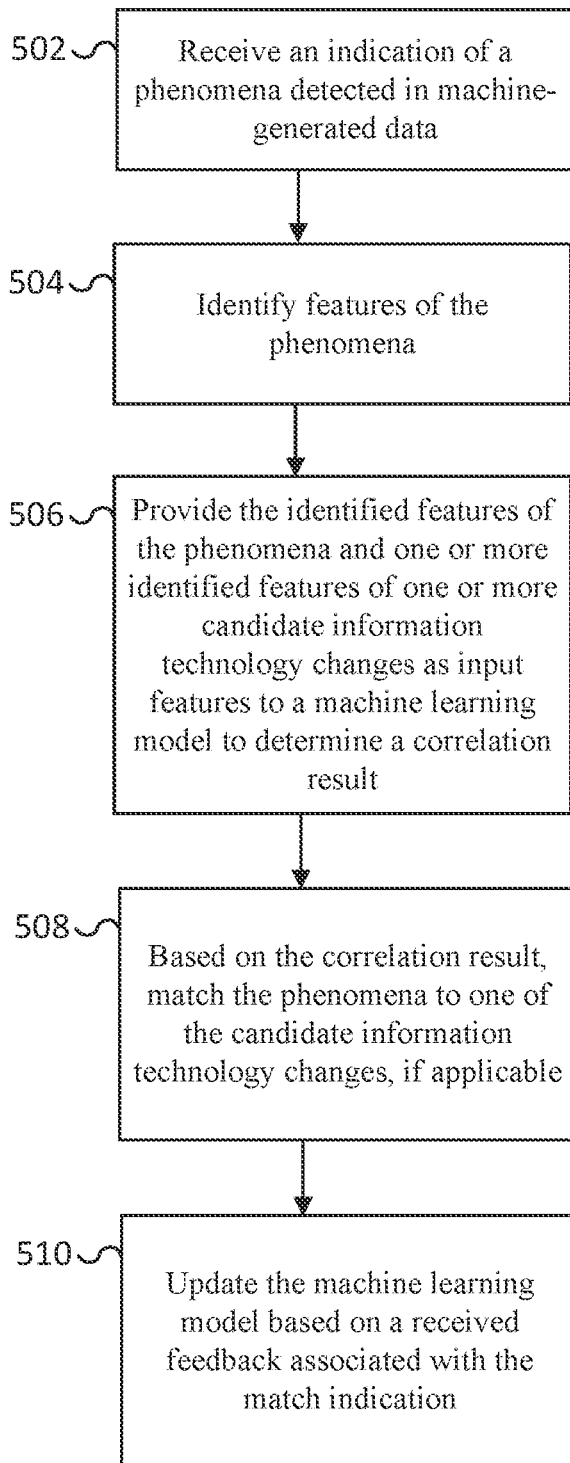 502
Receive an indication of a
phenomena detected in machine-
generated data
504
Identify features of the
phenomena
506
Provide the identified features of
the phenomena and one or more
identified features of one or more
candidate information
technology changes as input
features to a machine learning
model to determine a correlation
result
508
Based on the correlation result,
match the phenomena to one of
the candidate information
technology changes, if applicable
510
Update the machine learning
model based on a received
feedback associated with the
match indication